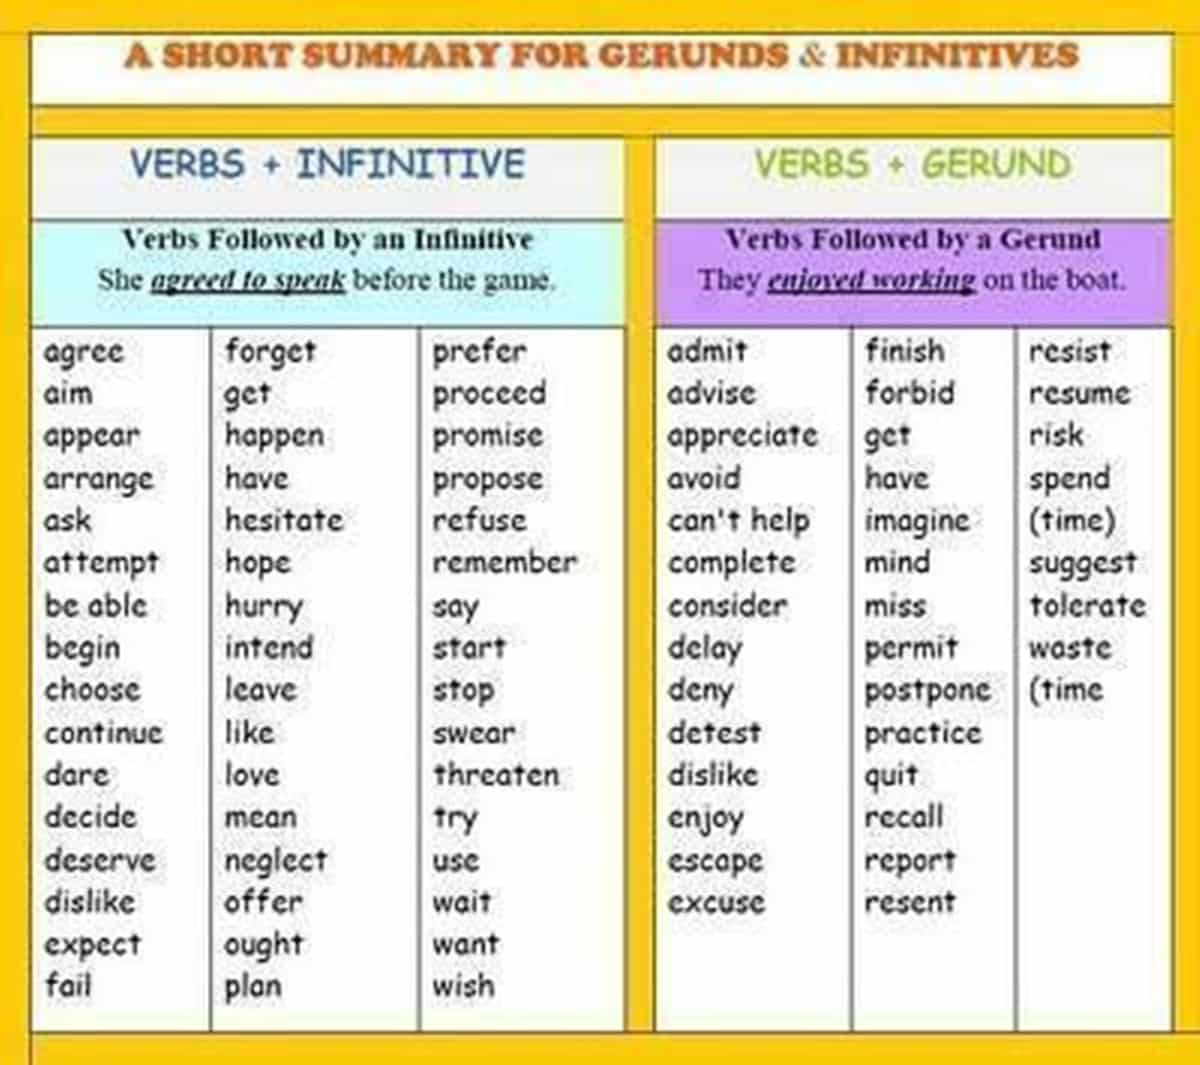 A SHORT SUMMARY FOR GERUNDS & INFINITIVES
VERBS + INFINITIVE
Verbs Followed by an Infinitive
She agreed to speak before the game.
agree
aim
appear
arrange
ask
attempt
be able
begin
choose
continue
dare
decide
deserve
dislike
expect
fail
forget
get
happen
have
hesitate
hope
hurry
intend
leave
like
love
mean
neglect
offer
ought
plan
prefer
proceed
promise
propose
refuse
remember
say
start
stop
swear
threaten
try
use
wait
want
wish
VERBS + GERUND
Verbs Followed by a Gerund
They enjoyed working on the boat.
admit
advise
appreciate
avoid
can't help
complete
consider
delay
deny
detest
dislike
enjoy
escape
excuse
finish
forbid
get
have
imagine
mind
miss
permit
postpone
practice
quit
recall
report
resent
resist
resume
risk
spend
(time)
suggest
tolerate
waste
(time